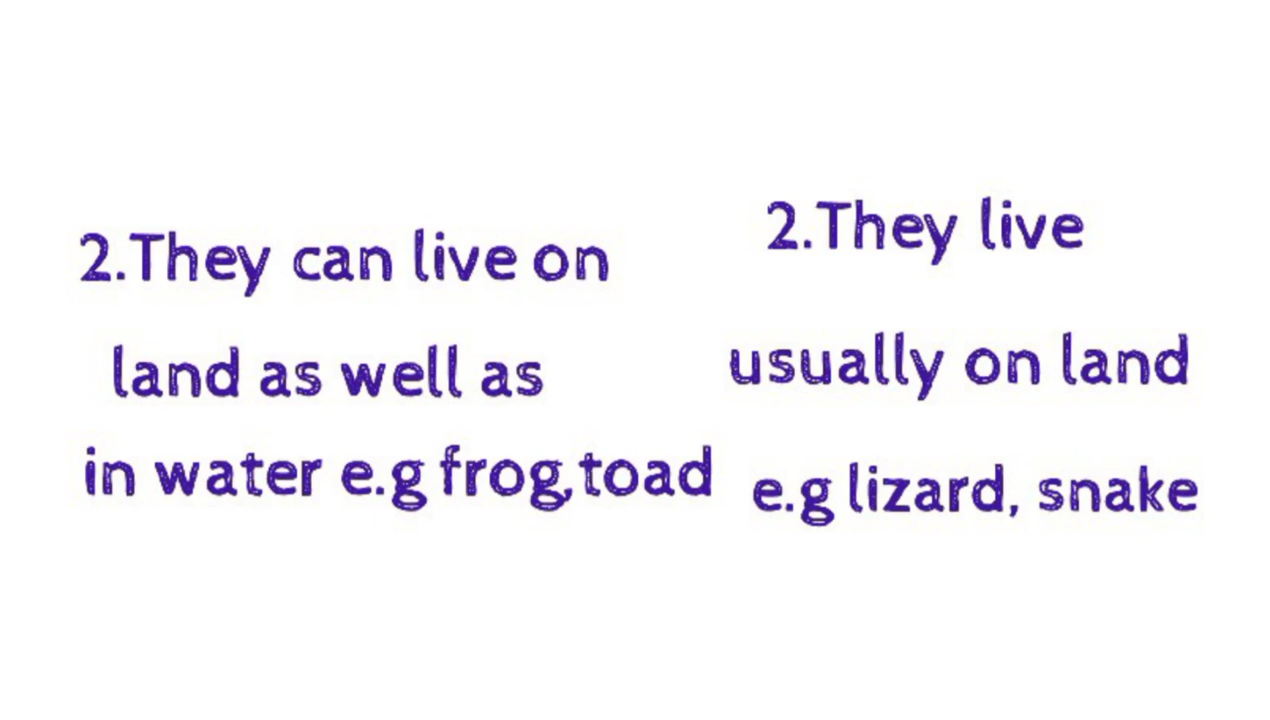 2.They can live on
land as well as
in water e.g frog,toad
2.They live
usually on land
e.g lizard, snake